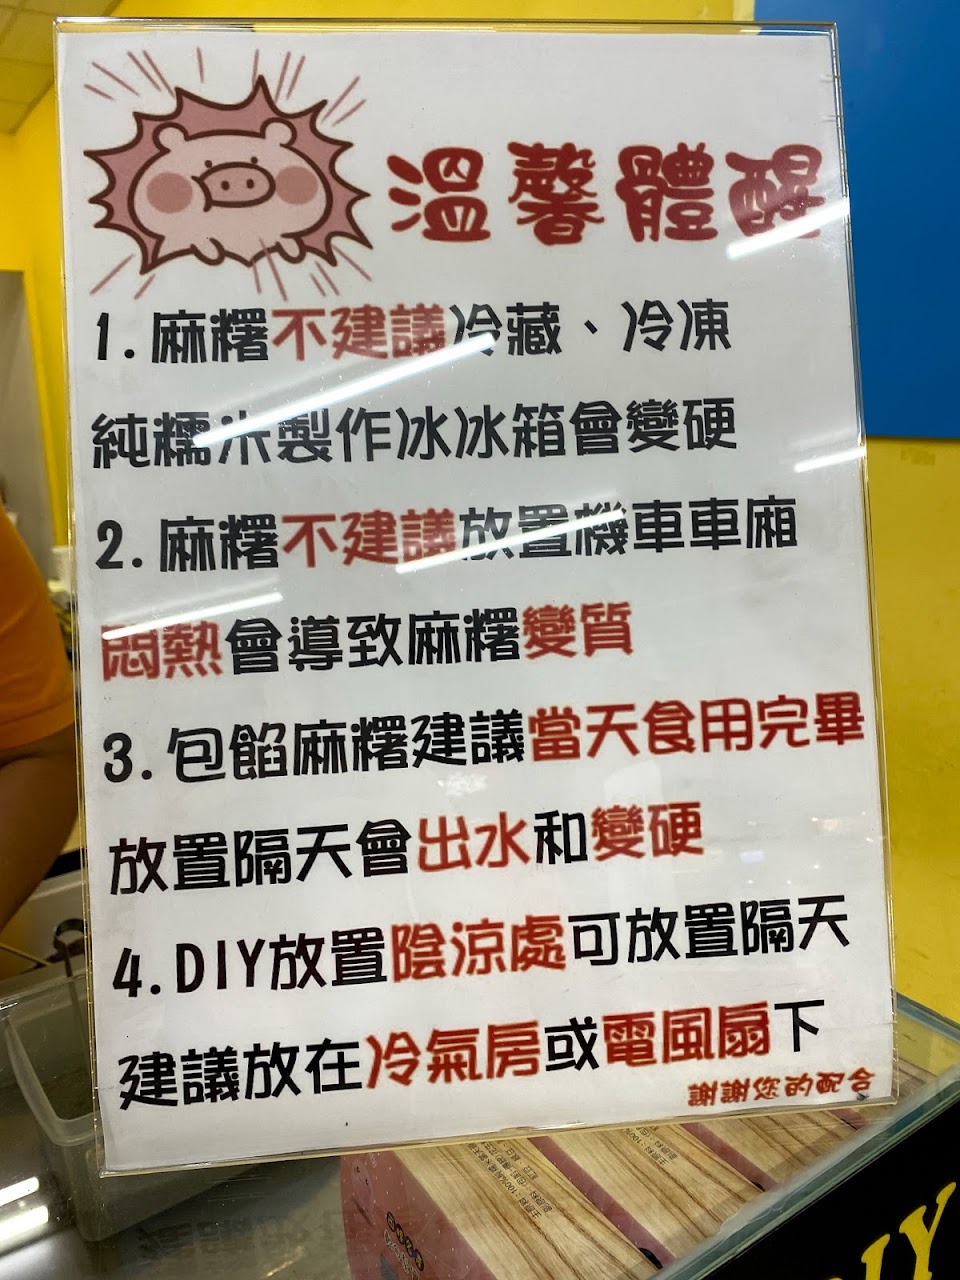 溫馨體醒
1.麻糬不建議冷藏、冷凍
純糯米製作冰冰箱會變硬
2.麻糬不建議放置機車車廂
悶熱會導致麻糬變質
3.包餡麻糬建議當天食用完畢
放置隔天會出水和變硬
4.DIY放置陰涼處可放置隔天
建議放在冷氣房或電風扇下
謝謝您的配合